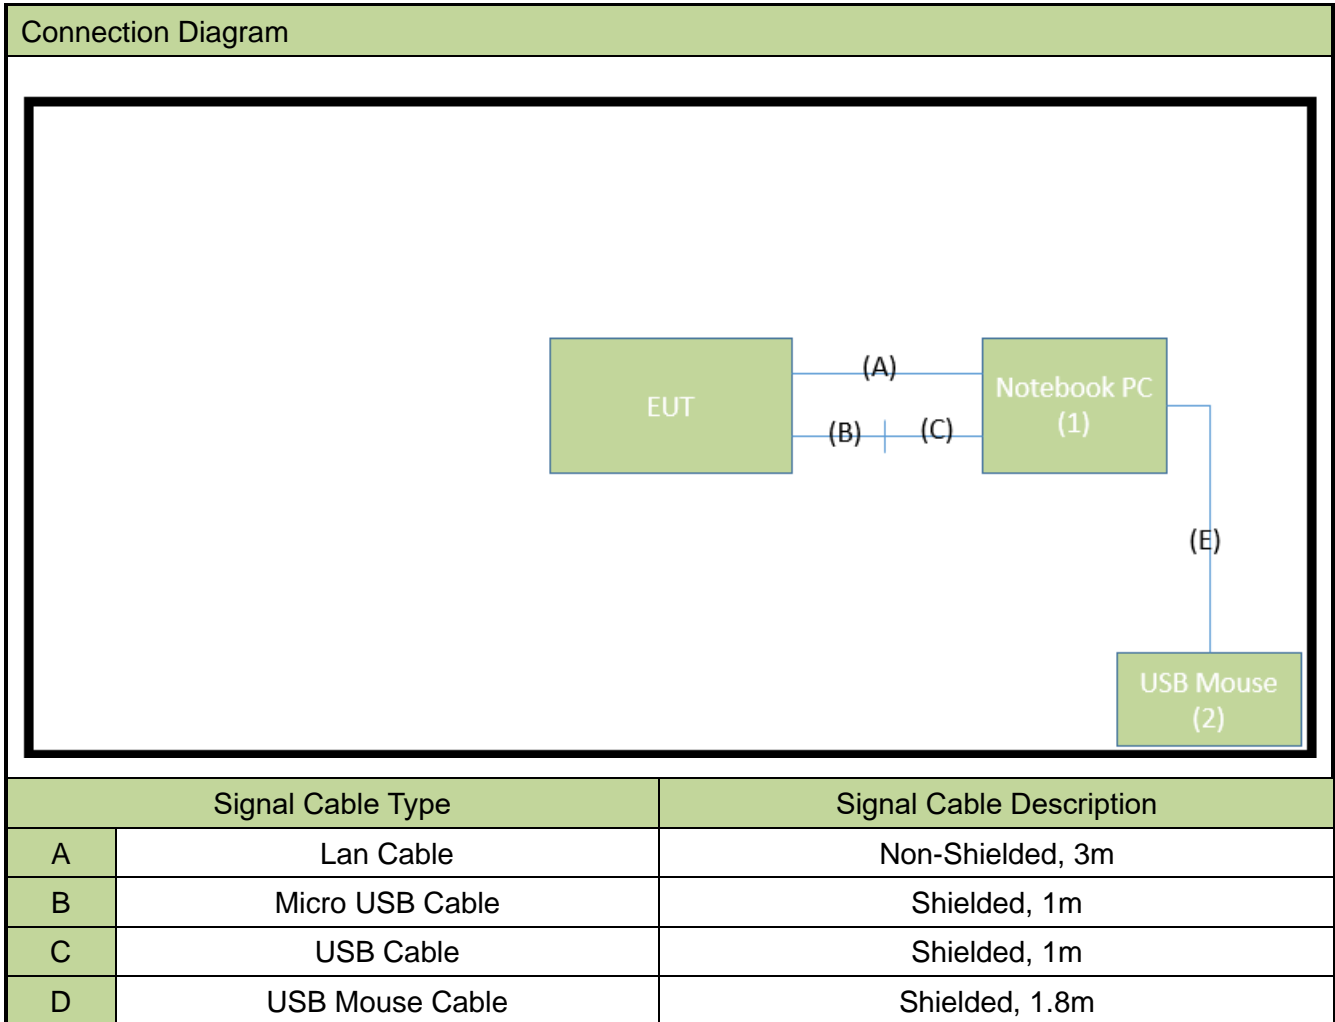 Connection Diagram
EUT
(A)
(B)
(C)
Notebook PC
(1)
(E)
USB Mouse
(2)
Signal Cable Type Signal Cable Description
A Lan Cable Non-Shielded, 3m
B Micro USB Cable Shielded, 1m
C USB Cable Shielded, 1m
D USB Mouse Cable Shielded, 1.8m